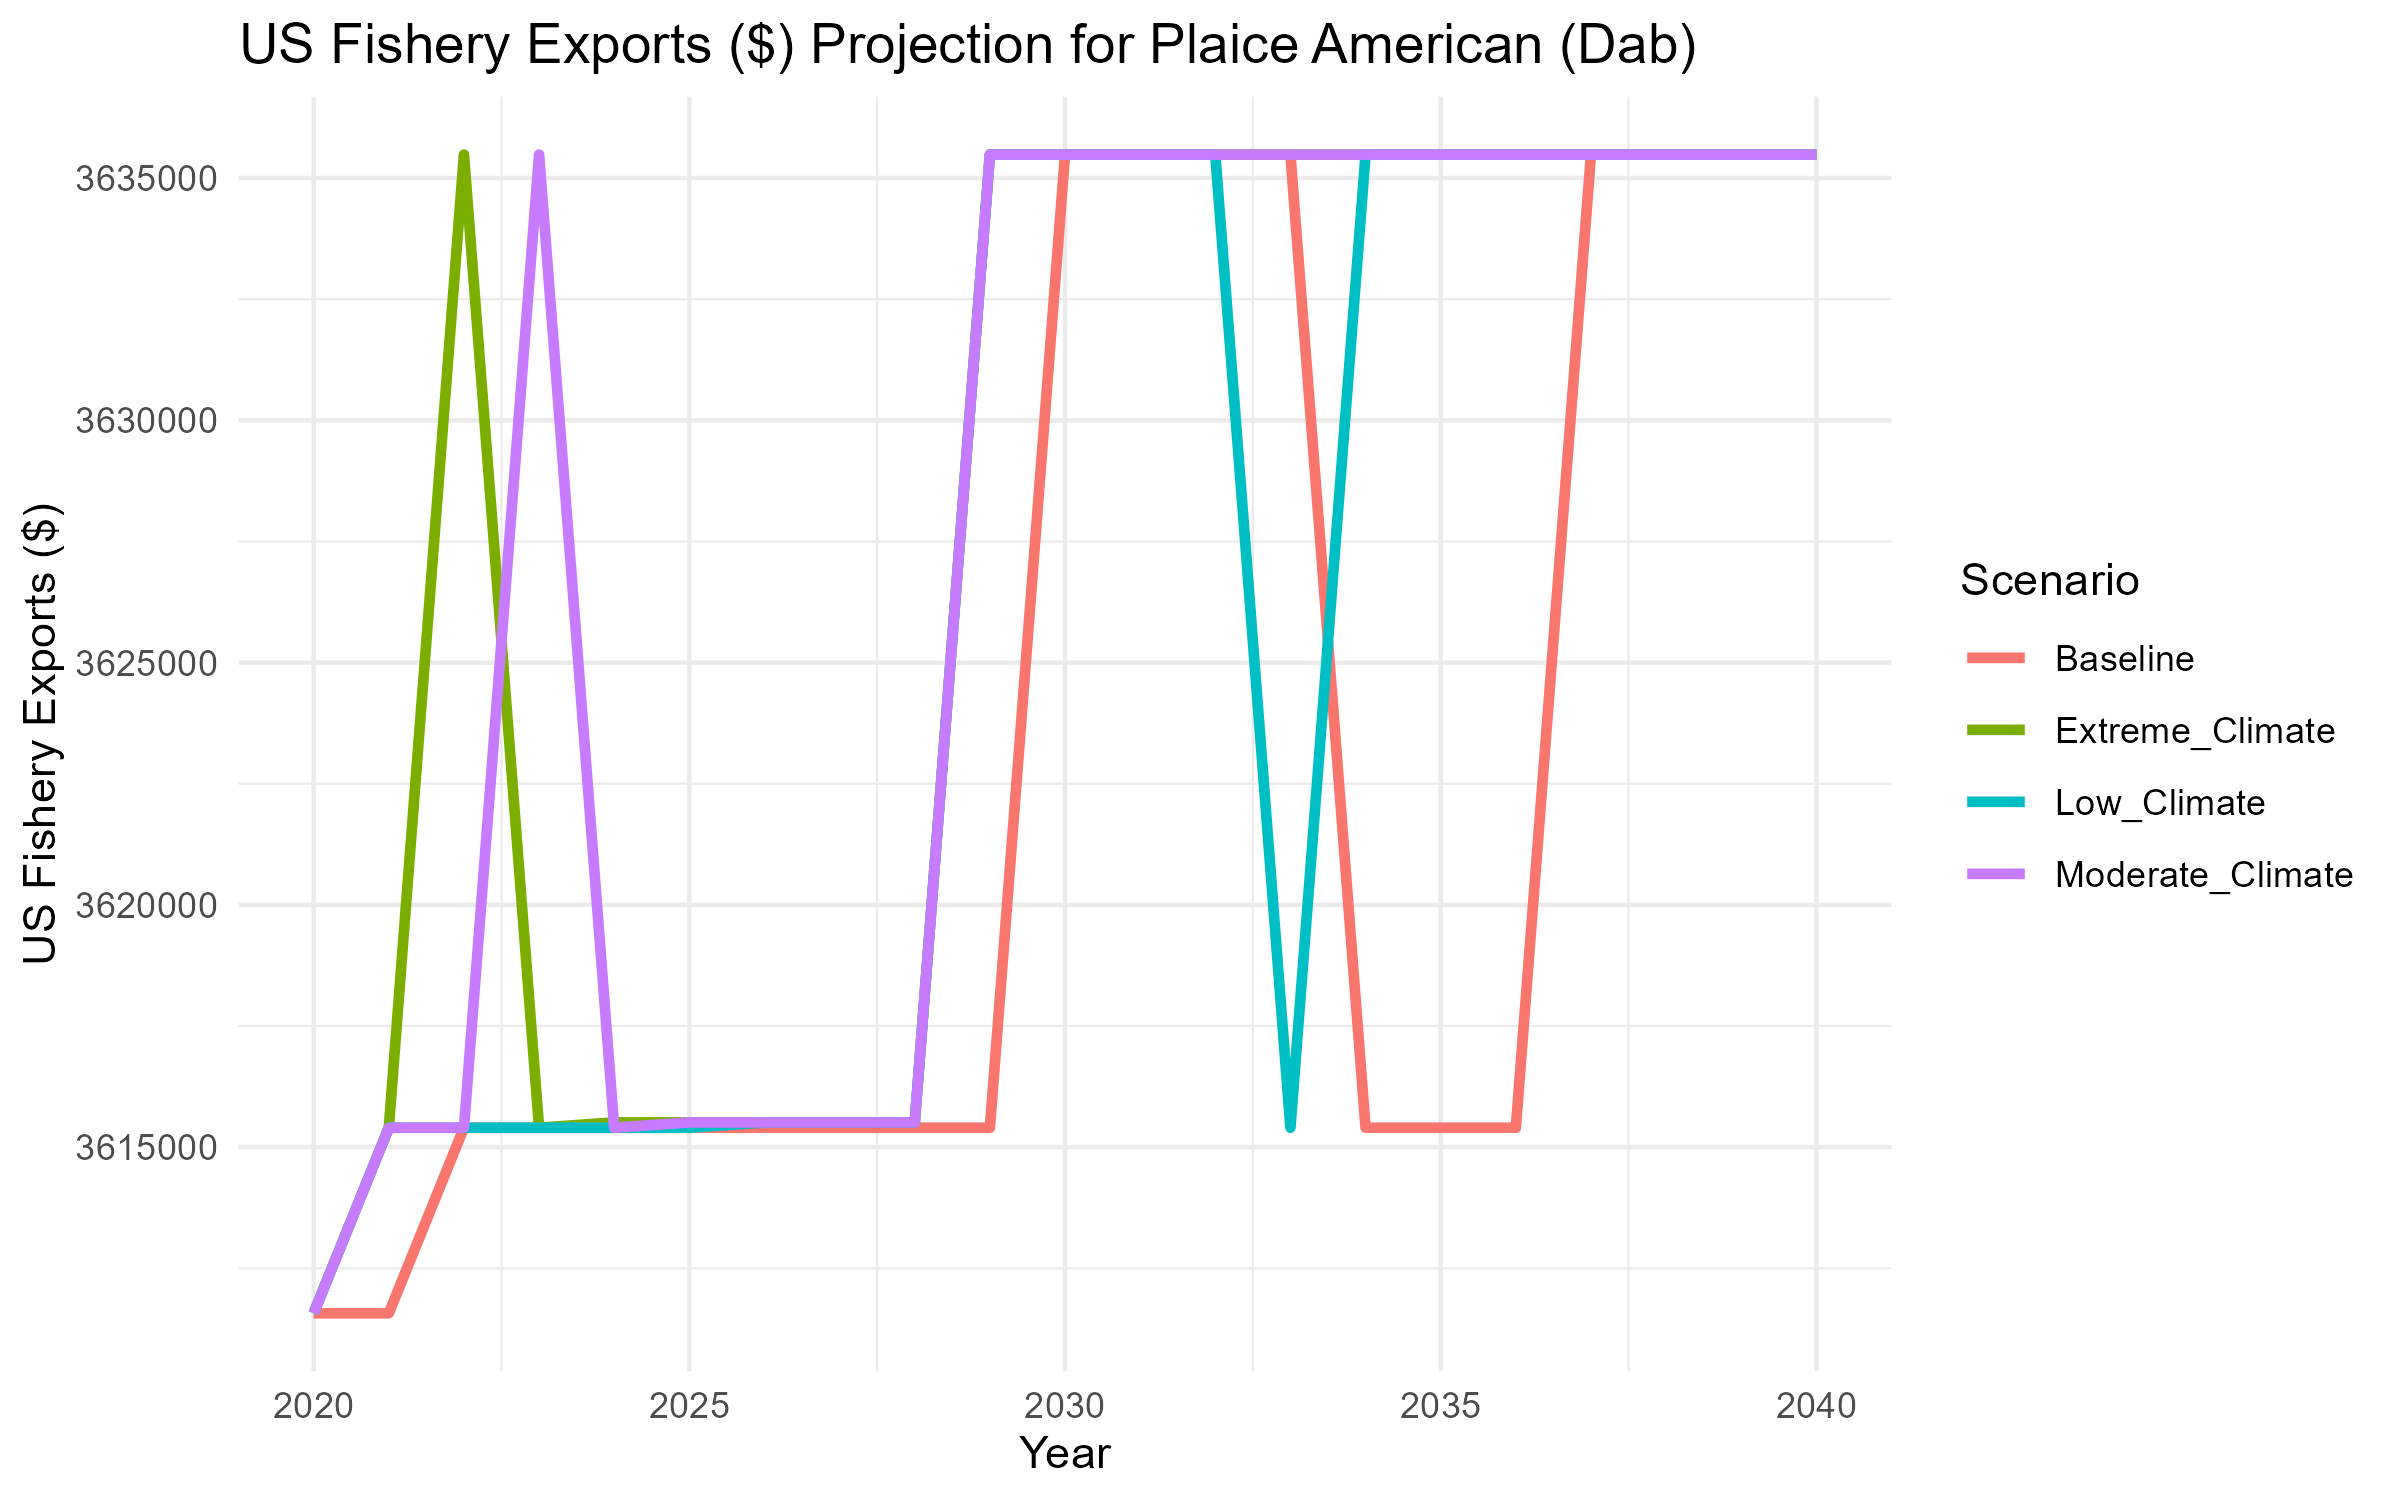 US Fishery Exports ($) Projection for Plaice American (Dab)
US Fishery Exports ($)
3635000
3630000
3625000
3620000
3615000
2020 2025 2030 2035 2040
Year
Scenario
Baseline
Extreme_Climate
Low_Climate
Moderate_Climate